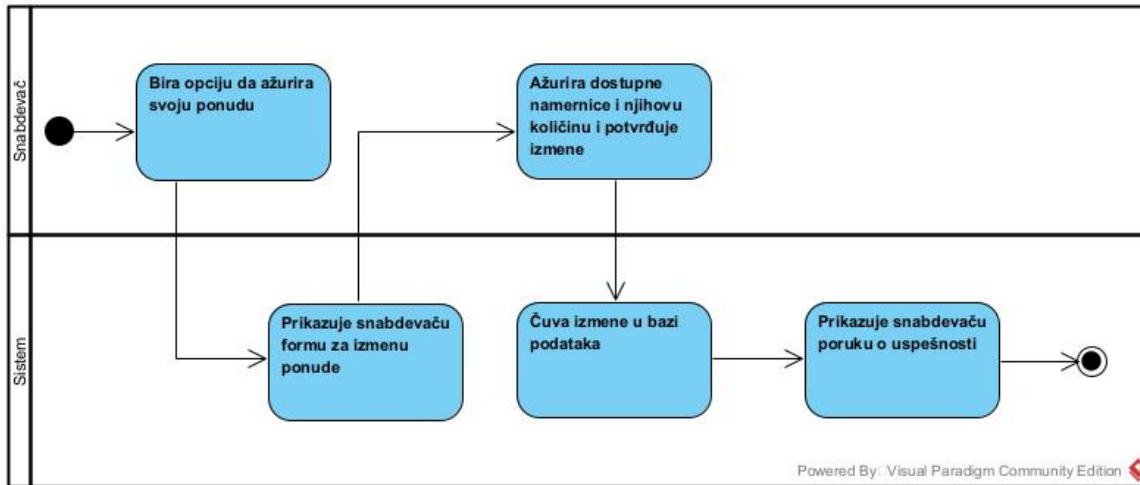 Snabdevač
Bira opciju da ažurira
svoju ponudu
Ažurira dostupne
namernice i njihovu
količinu i potvrđuje
izmene
Sistem
Prikazuje snabdevaču
formu za izmenu
ponude
Čuva izmene u bazi
podataka
Prikazuje snabdevaču
poruku o uspešnosti
Powered By: Visual Paradigm Community Edition